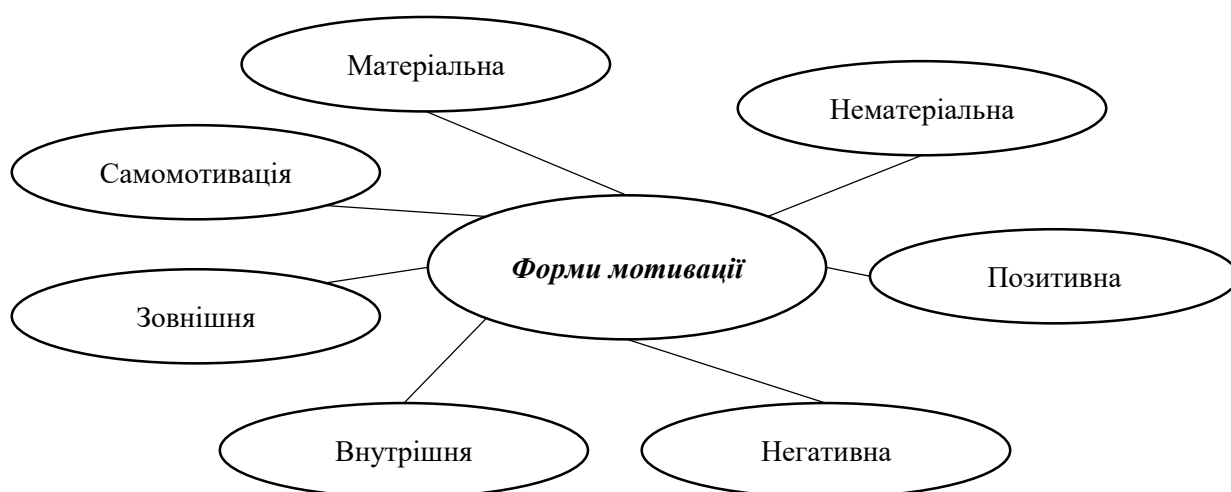 Матеріальна
Нематеріальна
Самомотивація
Форми мотивації
Позитивна
Зовнішня
Внутрішня
Негативна